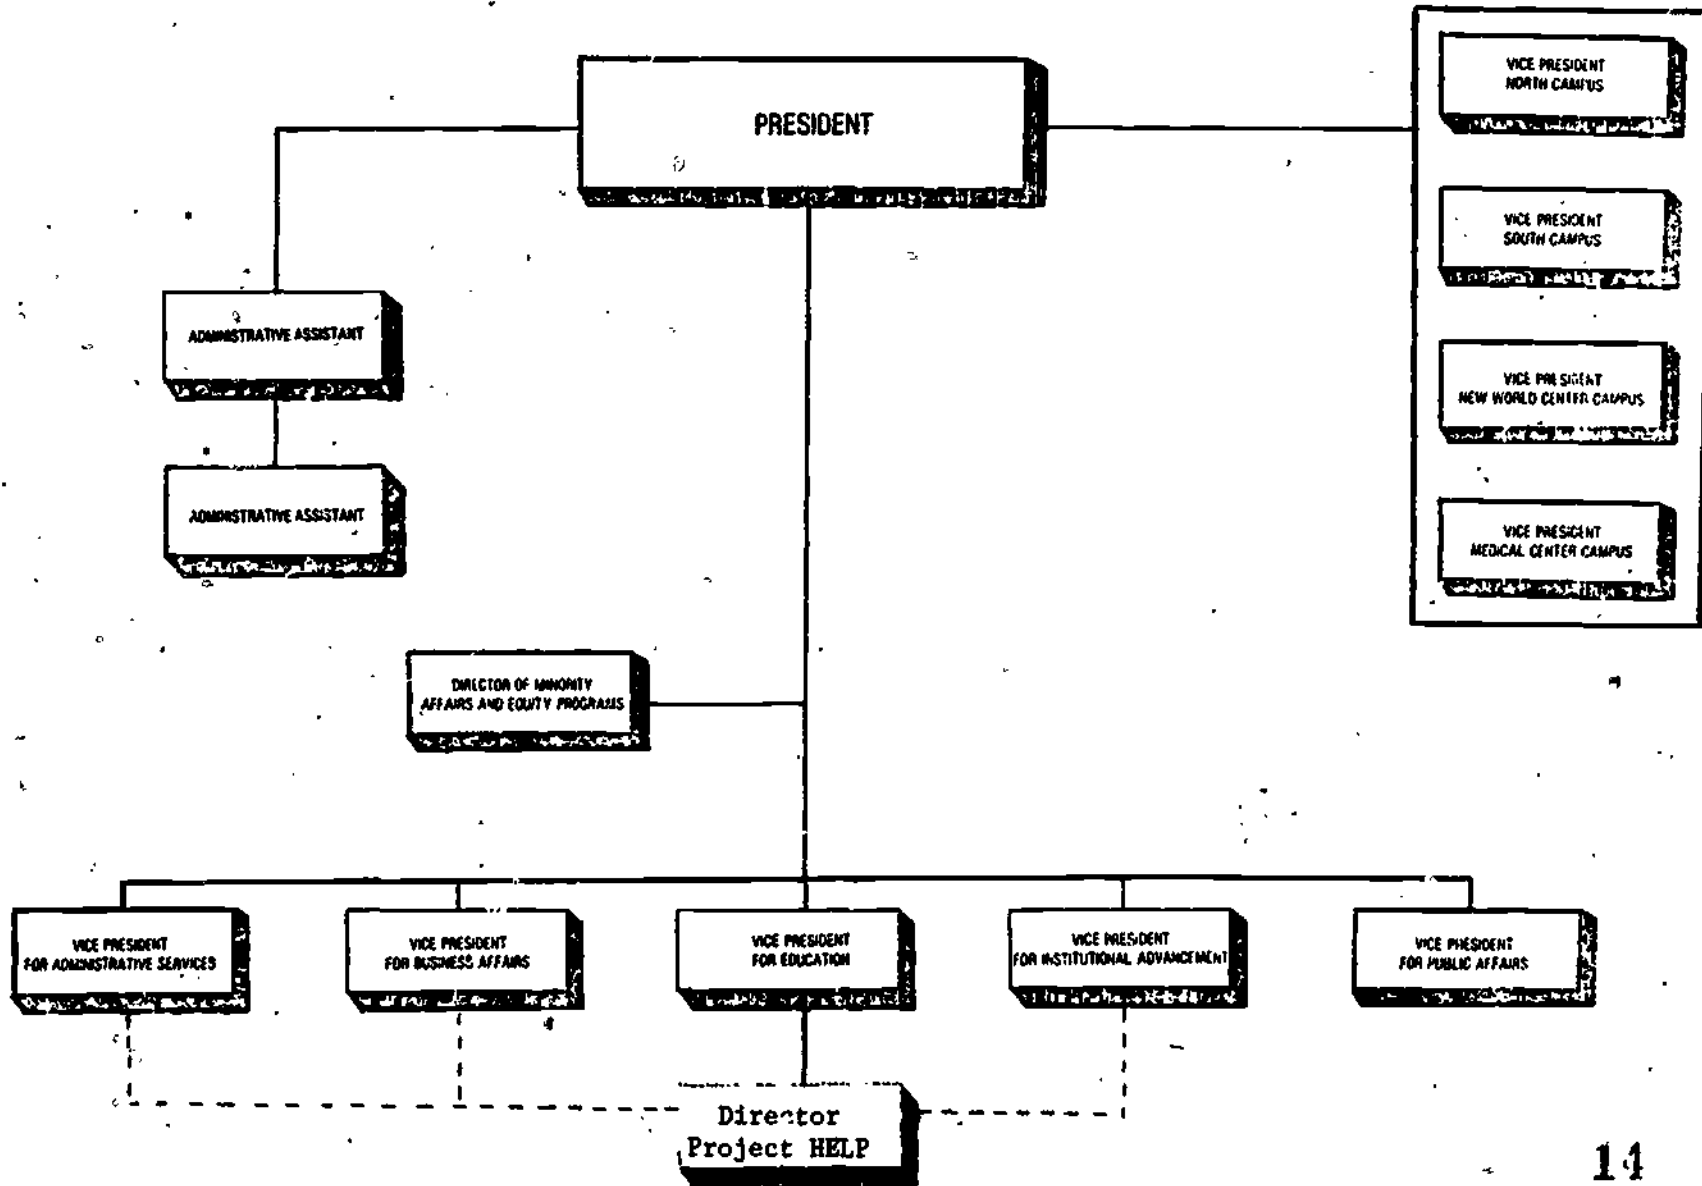 PRESIDENT
VICE PRESIDENT
NORTH CAMPUS
VICE PRESIDENT
SOUTH CAMPUS
VICE PRESIDENT
NEW WORLD CENTER CAMPUS
VICE PRESIDENT
MEDICAL CENTER CAMPUS
ADMINISTRATIVE ASSISTANT
ADMINISTRATIVE ASSISTANT
DIRECTOR OF MINORITY
AFFAIRS AND EQUITY PROGRAMS
VICE PRESIDENT
FOR ADMINISTRATIVE SERVICES
VICE PRESIDENT
FOR BUSINESS AFFAIRS
VICE PRESIDENT
FOR EDUCATION
VICE PRESIDENT
FOR INSTITUTIONAL ADVANCEMENT
VICE PRESIDENT
FOR PUBLIC AFFAIRS
Director
Project HELP
14